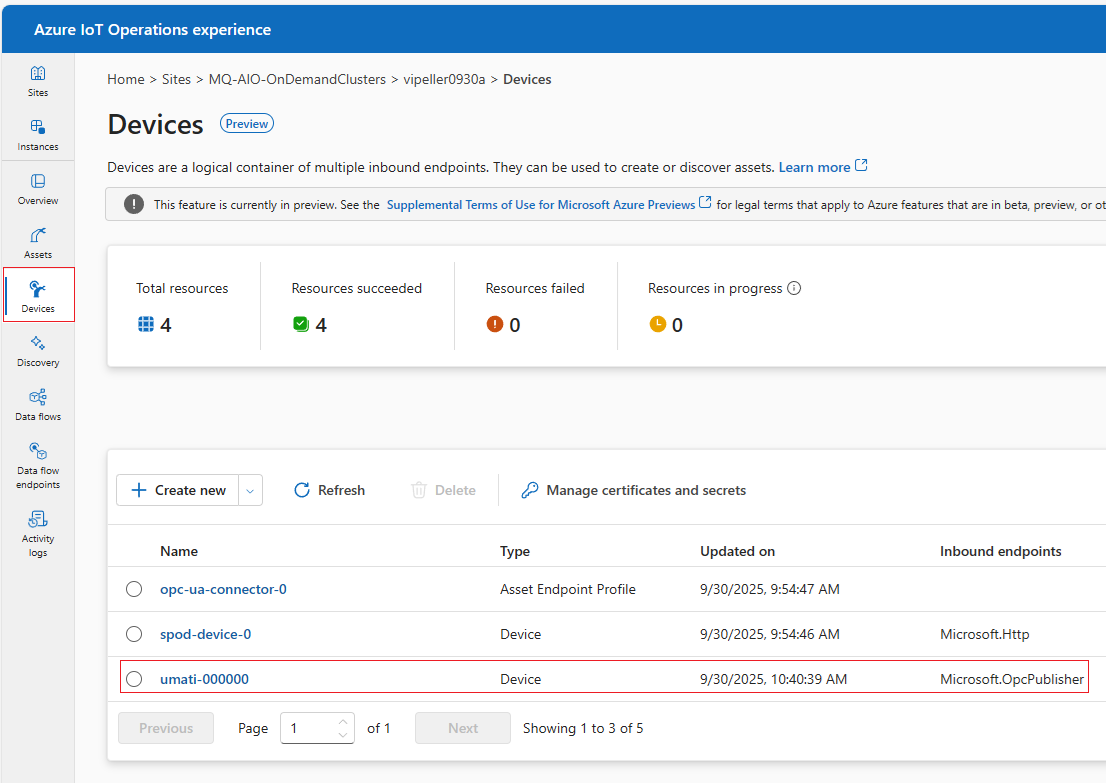 Azure IoT Operations experience
Sites
Instances
Overview
Assets
Devices
Discovery
Data flows
Data flow
endpoints
Activity
logs
Home > Sites > MQ-AIO-OnDemandClusters > vipeller0930a > Devices
Devices Preview
Devices are a logical container of multiple inbound endpoints. They can be used to create or discover assets. Learn more
This feature is currently in preview. See the Supplemental Terms of Use for Microsoft Azure Previews for legal terms that apply to Azure features that are in beta, preview, or ot
Total resources Resources succeeded Resources failed Resources in progress
4 4 0 0
Create new Refresh Delete Manage certificates and secrets
Name Type Updated on Inbound endpoints
opc-ua-connector-0 Asset Endpoint Profile 9/30/2025, 9:54:47 AM
spod-device-0 Device 9/30/2025, 9:54:46 AM Microsoft.Http
umati-000000 Device 9/30/2025, 10:40:39 AM Microsoft.OpcPublisher
Previous Page 1 of 1 Next Showing 1 to 3 of 5